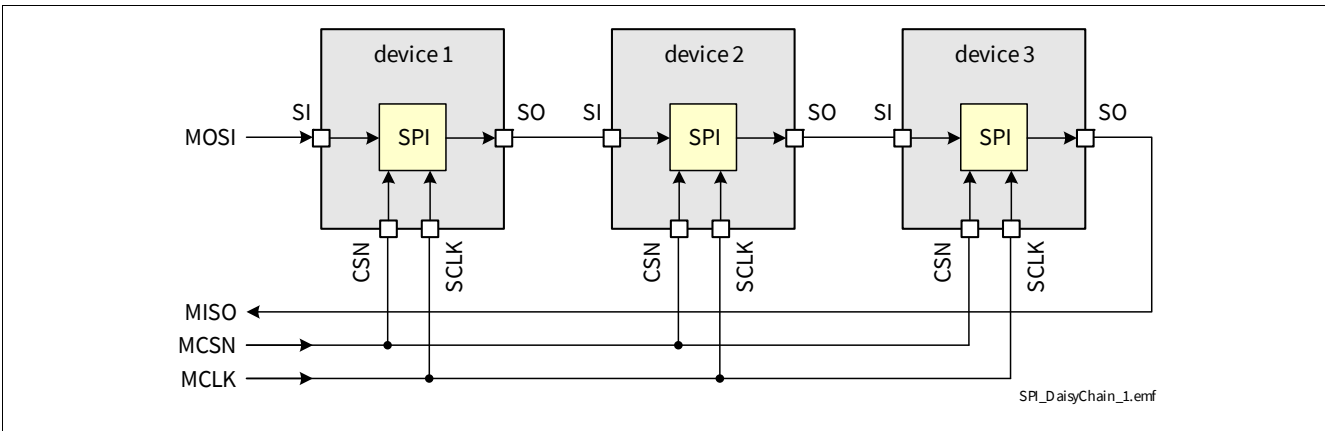 device 1
device 2
device 3
SI
SO
SI
SO
SI
SO
MOSI
SPI
SPI
SPI
CSN
SCLK
CSN
SCLK
CSN
SCLK
MISO
MCSN
MCLK
SPI_DaisyChain_1.emf